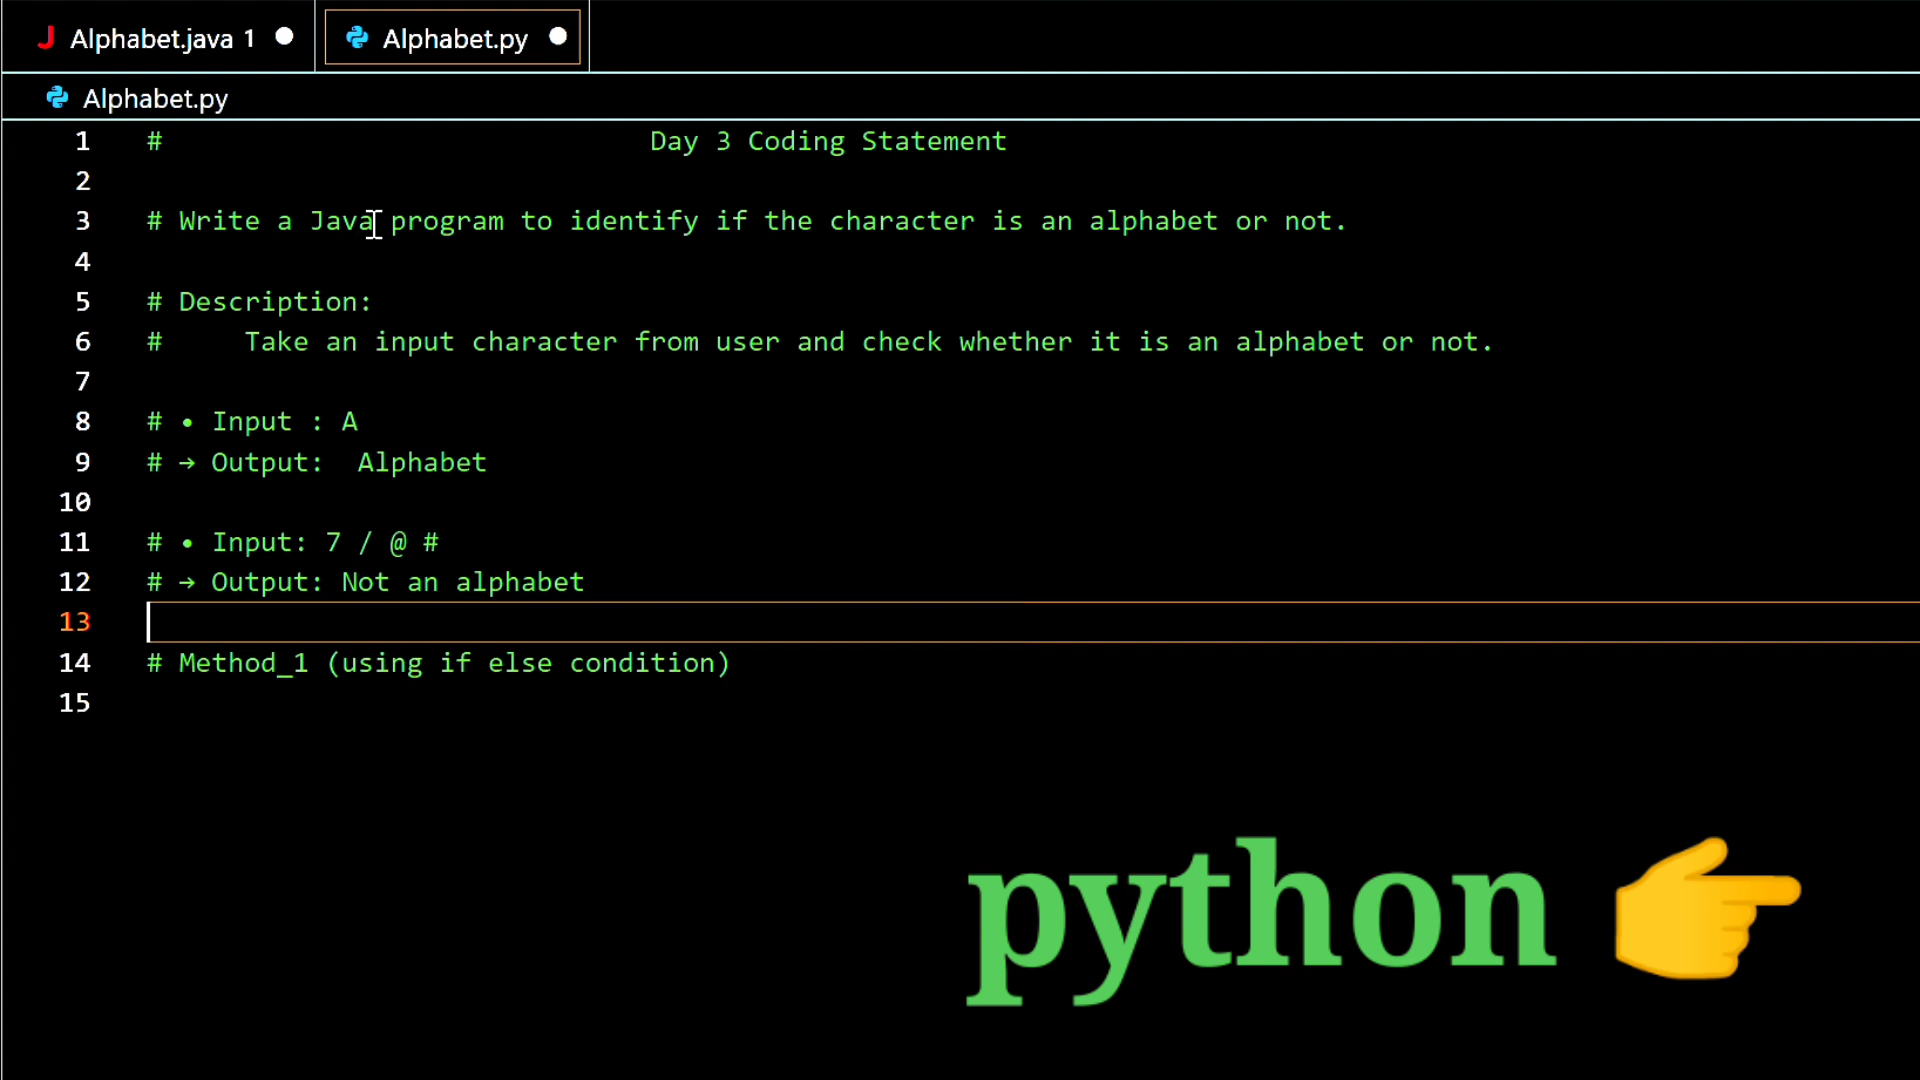 Alphabet.java 1
Alphabet.py
Alphabet.py
1 # Day 3 Coding Statement
2
3 # Write a Java program to identify if the character is an alphabet or not.
4
5 # Description:
6 # Take an input character from user and check whether it is an alphabet or not.
7
8 # • Input : A
9 # → Output: Alphabet
10
11 # • Input: 7 / @ #
12 # → Output: Not an alphabet
13
14 # Method_1 (using if else condition)
15
python